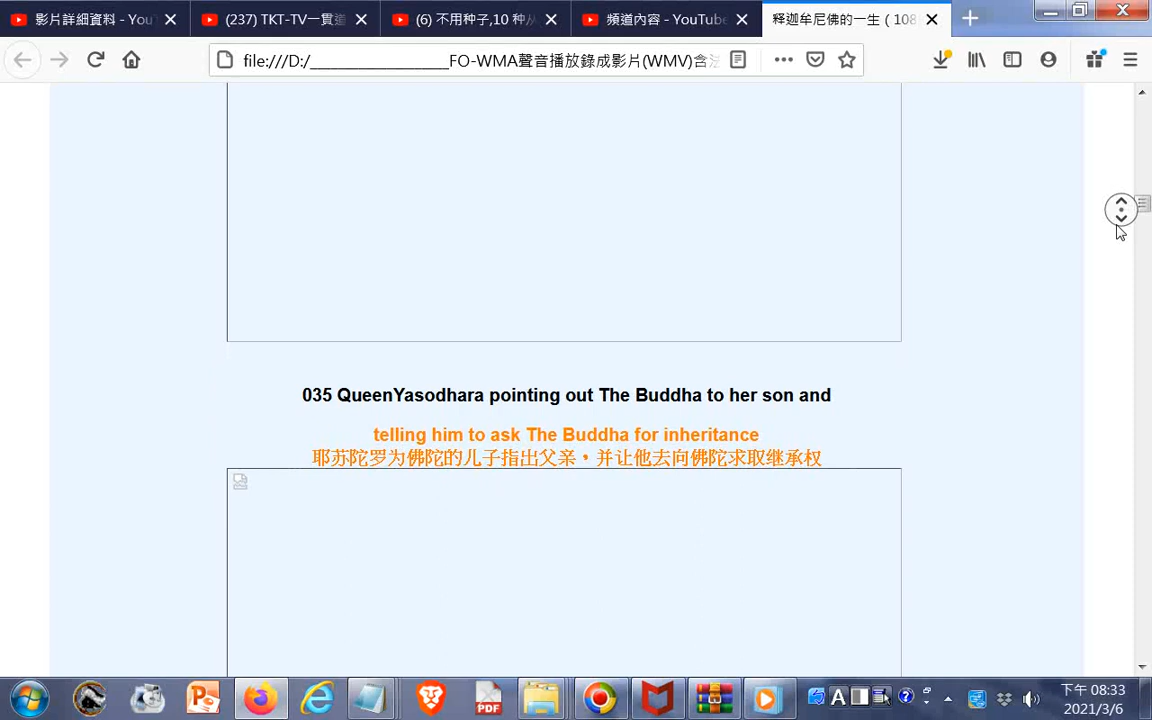 影片詳細資料 - You
(237) TKT-TV一貫道
(6) 不用种子,10 种从
頻道內容 - YouTube
释迦牟尼佛的一生 ( 108
file:///D:/_________________FO-WMA聲音播放錄成影片(WMV)含法
035 QueenYasodhara pointing out The Buddha to her son and
telling him to ask The Buddha for inheritance
耶苏陀罗为佛陀的儿子指出父亲，并让他去向佛陀求取继承权
PDF
A
下午 08:33
2021/3/6